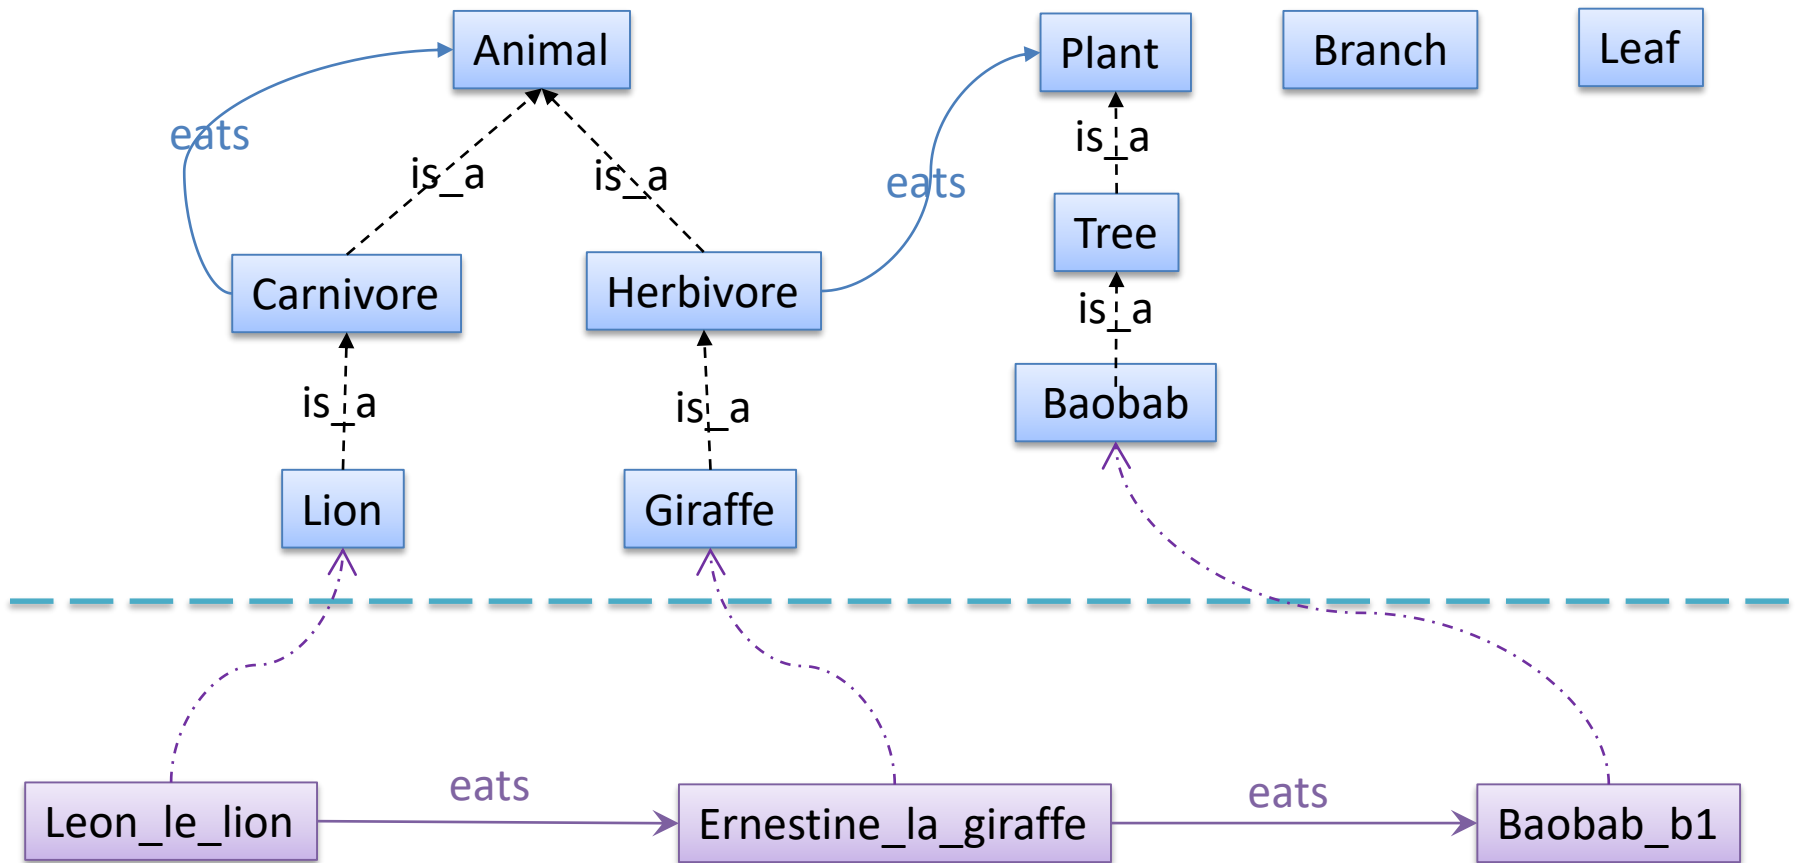 Animal
Plant
Branch
Leaf
eats
is_a
is_a
eats
is_a
Tree
Carnivore
Herbivore
is_a
is_a
is_a
Baobab
Lion
Giraffe
eats
eats
Leon_le_lion
Ernestine_la_giraffe
Baobab_b1